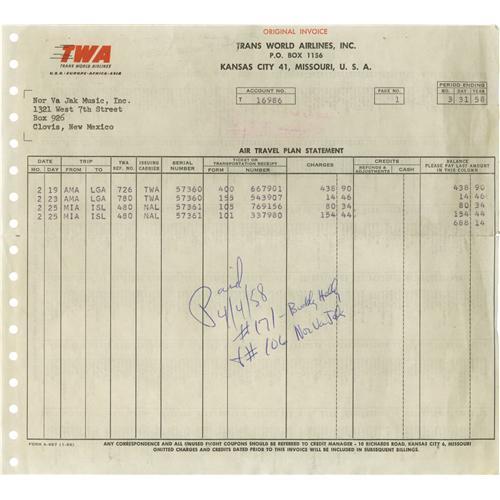 ORIGINAL INVOICE
TWA
TRANS WORLD AIRLINES
U.S.A · EUROPE · AFRICA · ASIA
TRANS WORLD AIRLINES, INC.
P.O. BOX 1156
KANSAS CITY 41, MISSOURI, U. S. A.
Nor Va Jak Music, Inc.
1321 West 7th Street
Box 926
Clovis, New Mexico
ACCOUNT NO. PAGE NO. PERIOD ENDING
MO. DAY YEAR
T 16986 1 3 31 58
AIR TRAVEL PLAN STATEMENT
DATE TRIP TWA REF. NO. ISSUING CARRIER SERIAL NUMBER TICKET OR TRANSPORTATION RECEIPT CHARGES CREDITS BALANCE PLEASE PAY LAST AMOUNT IN THIS COLUMN
MO. DAY FROM TO FORM NUMBER REFUNDS & ADJUSTMENTS CASH
2 19 AMA LGA 726 TWA 57360 400 667901 438 90 438 90
2 23 AMA LGA 780 TWA 57360 155 543907 14 46 14 46
2 25 MIA ISL 480 NAL 57361 105 769156 80 34 80 34
2 25 MIA ISL 480 NAL 57361 101 337980 154 44 154 44
688 14
Paid
4/4/58
#171 - Buddy Holly
& #106 Nor Va Jak
FORM A-887 (1-56)
ANY CORRESPONDENCE AND ALL UNUSED FLIGHT COUPONS SHOULD BE REFERRED TO CREDIT MANAGER - 10 RICHARDS ROAD, KANSAS CITY 6, MISSOURI
OMITTED CHARGES AND CREDITS DATED PRIOR TO THIS INVOICE WILL BE INCLUDED IN SUBSEQUENT BILLINGS.